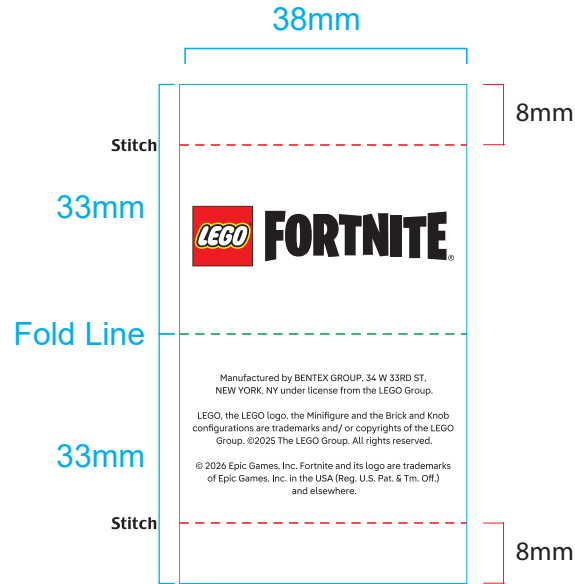 38mm
8mm
Stitch
33mm
LEGO FORTNITE®
Fold Line
Manufactured by BENTEX GROUP, 34 W 33RD ST,
NEW YORK, NY under license from the LEGO Group.
LEGO, the LEGO logo, the Minifigure and the Brick and Knob
configurations are trademarks and/ or copyrights of the LEGO
Group. ©2025 The LEGO Group. All rights reserved.
33mm
© 2026 Epic Games, Inc. Fortnite and its logo are trademarks
of Epic Games, Inc. in the USA (Reg. U.S. Pat. & Tm. Off.)
and elsewhere.
Stitch
8mm